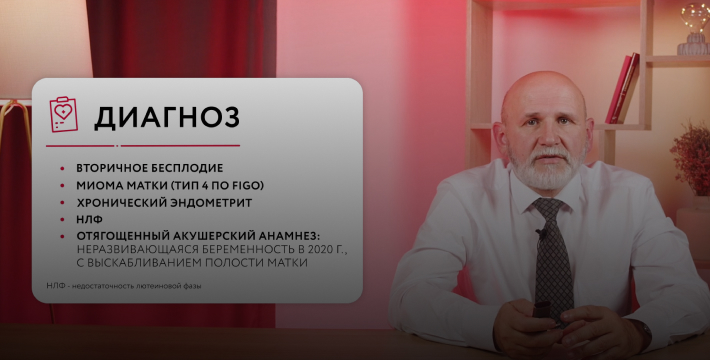 ДИАГНОЗ
ВТОРИЧНОЕ БЕСПЛОДИЕ
МИОМА МАТКИ (ТИП 4 ПО FIGO)
ХРОНИЧЕСКИЙ ЭНДОМЕТРИТ
НЛФ
ОТЯГОЩЕННЫЙ АКУШЕРСКИЙ АНАМНЕЗ:
НЕРАЗВИВАЮЩАЯСЯ БЕРЕМЕННОСТЬ В 2020 Г.,
С ВЫСКАБЛИВАНИЕМ ПОЛОСТИ МАТКИ
НЛФ - недостаточность лютеиновой фазы